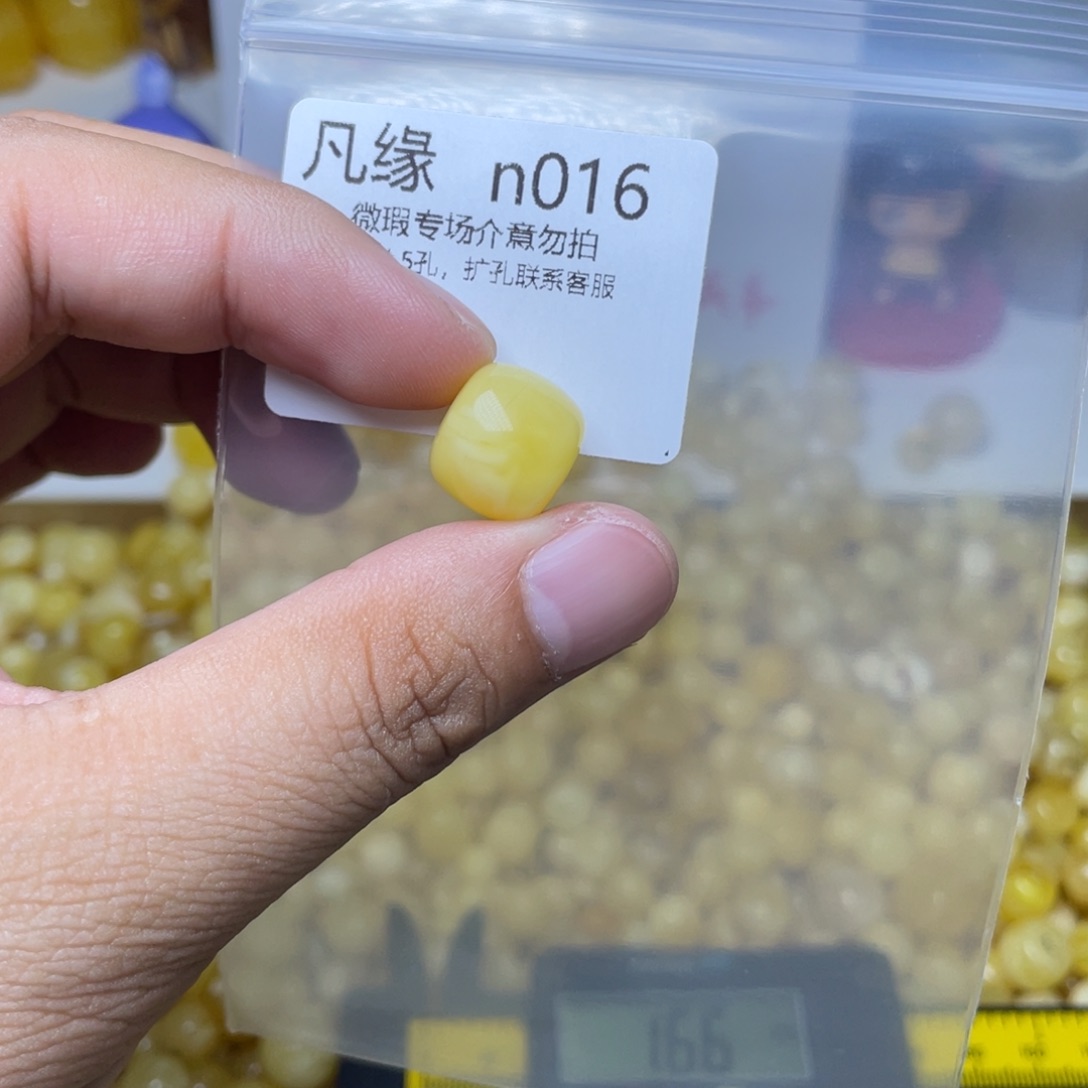 凡缘 n016
微瑕专场介意勿拍
.5孔，扩孔联系客服